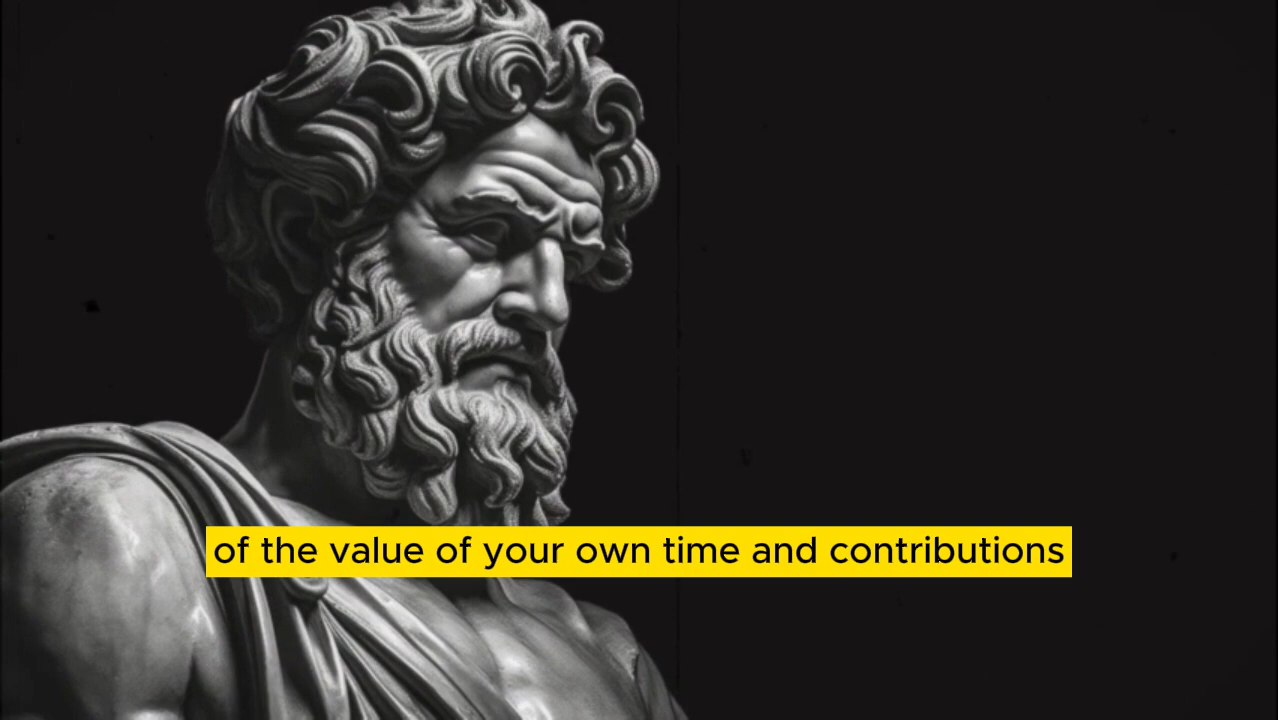 of the value of your own time and contributions